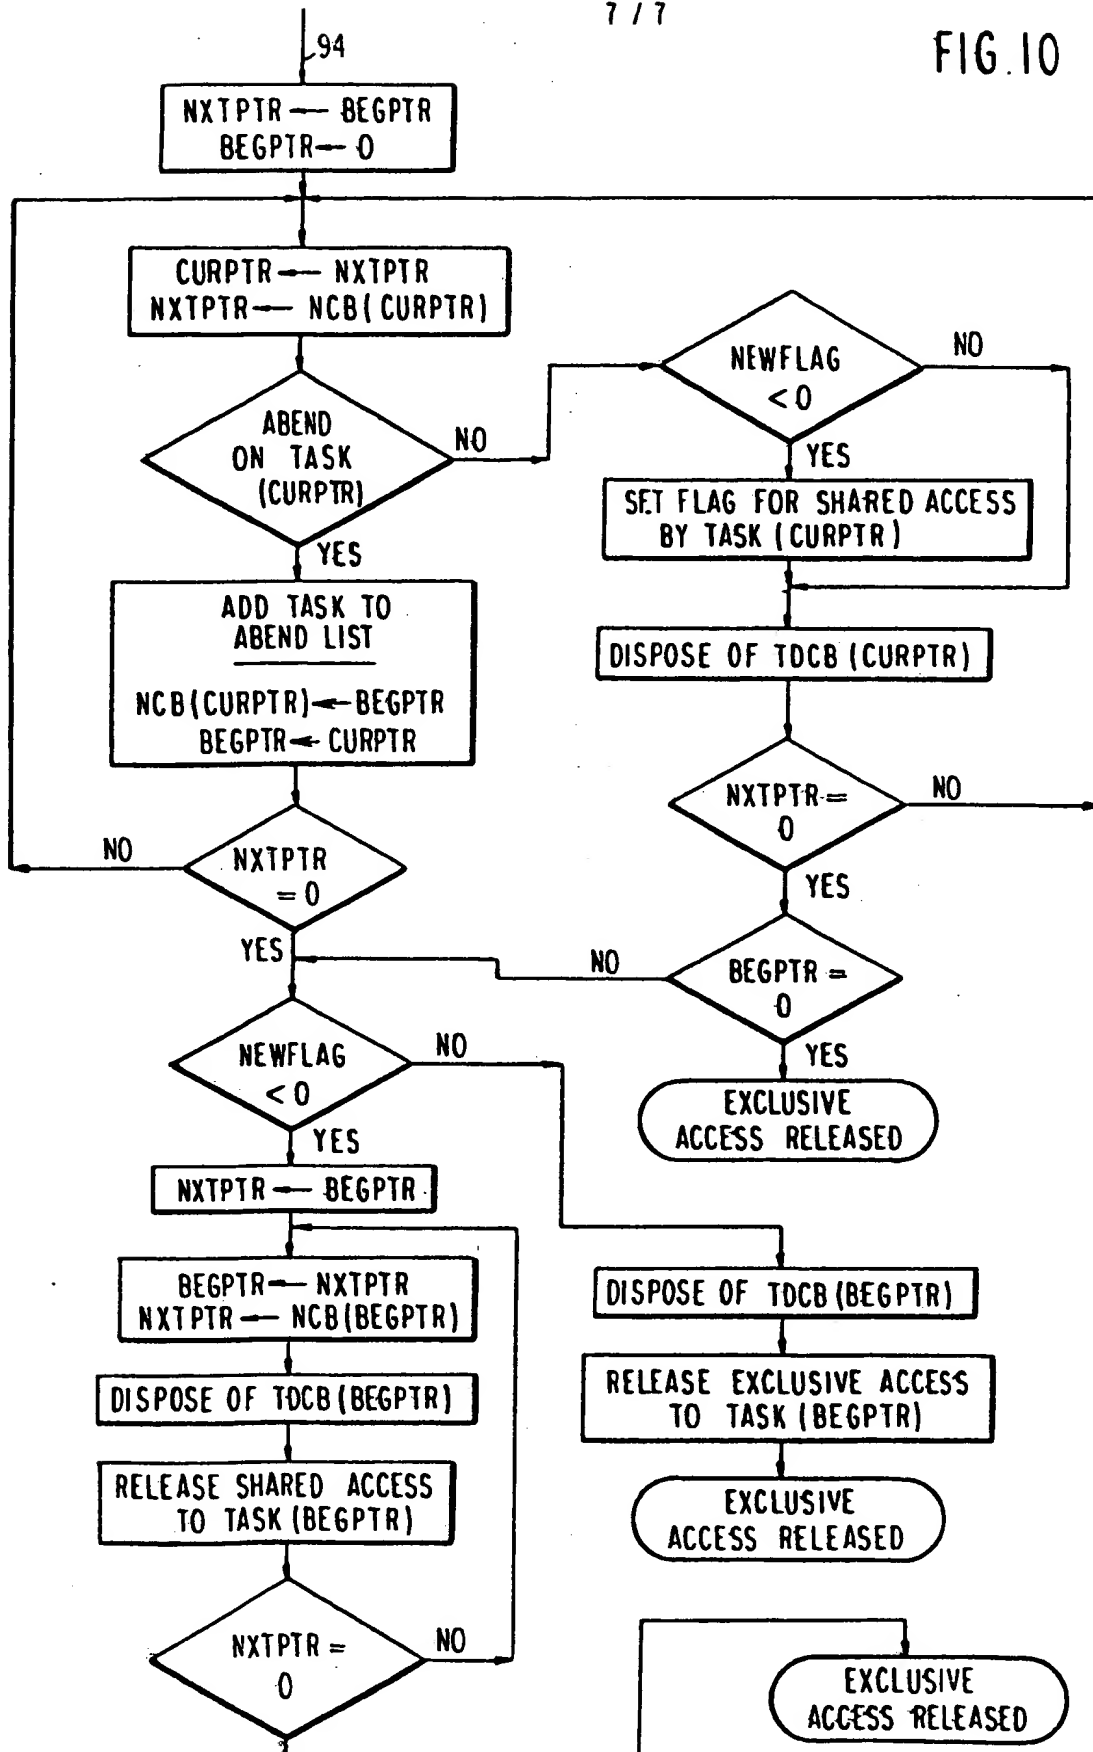 7 / 7
FIG.10
94
NXTPTR ← BEGPTR
BEGPTR ← 0
CURPTR ← NXTPTR
NXTPTR ← NCB(CURPTR)
ABEND
ON TASK
(CURPTR)
NO
YES
NEWFLAG
< 0
NO
YES
SET FLAG FOR SHARED ACCESS
BY TASK (CURPTR)
ADD TASK TO
ABEND LIST
NCB(CURPTR) ← BEGPTR
BEGPTR ← CURPTR
DISPOSE OF TDCB (CURPTR)
NXTPTR =
0
NO
YES
NO
NXTPTR
= 0
YES
BEGPTR =
0
NO
YES
EXCLUSIVE
ACCESS RELEASED
NEWFLAG
< 0
NO
YES
NXTPTR ← BEGPTR
BEGPTR ← NXTPTR
NXTPTR ← NCB(BEGPTR)
DISPOSE OF TDCB (BEGPTR)
RELEASE SHARED ACCESS
TO TASK (BEGPTR)
NXTPTR =
0
NO
DISPOSE OF TDCB (BEGPTR)
RELEASE EXCLUSIVE ACCESS
TO TASK (BEGPTR)
EXCLUSIVE
ACCESS RELEASED
EXCLUSIVE
ACCESS RELEASED